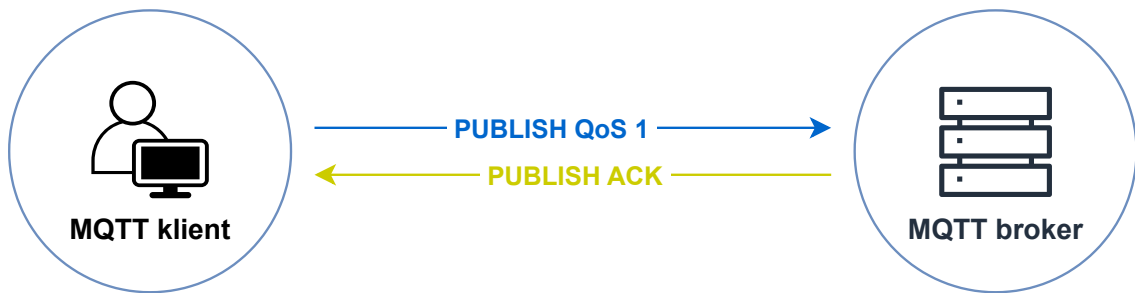 PUBLISH QoS 1
PUBLISH ACK
MQTT klient
MQTT broker